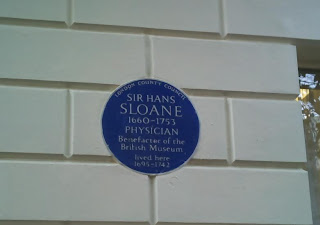 LONDON COUNTY COUNCIL
SIR HANS
SLOANE
1660-1753
PHYSICIAN
Benefactor of the
British Museum
lived here
1695-1742